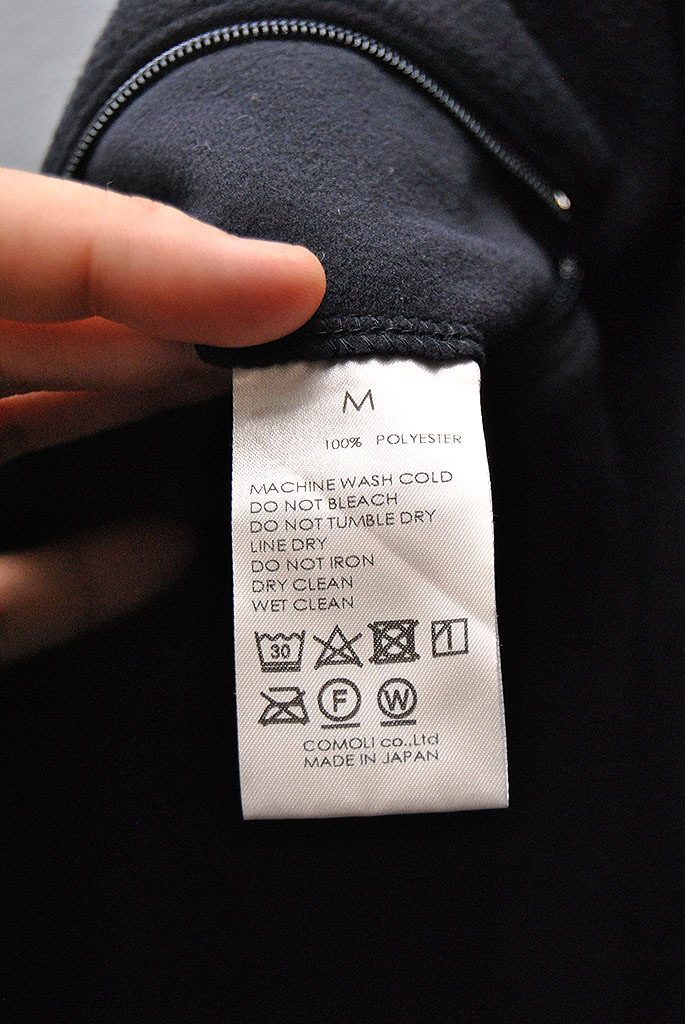 M
100% POLYESTER
MACHINE WASH COLD
DO NOT BLEACH
DO NOT TUMBLE DRY
LINE DRY
DO NOT IRON
DRY CLEAN
WET CLEAN
30
F W
COMOLI co.,Ltd
MADE IN JAPAN